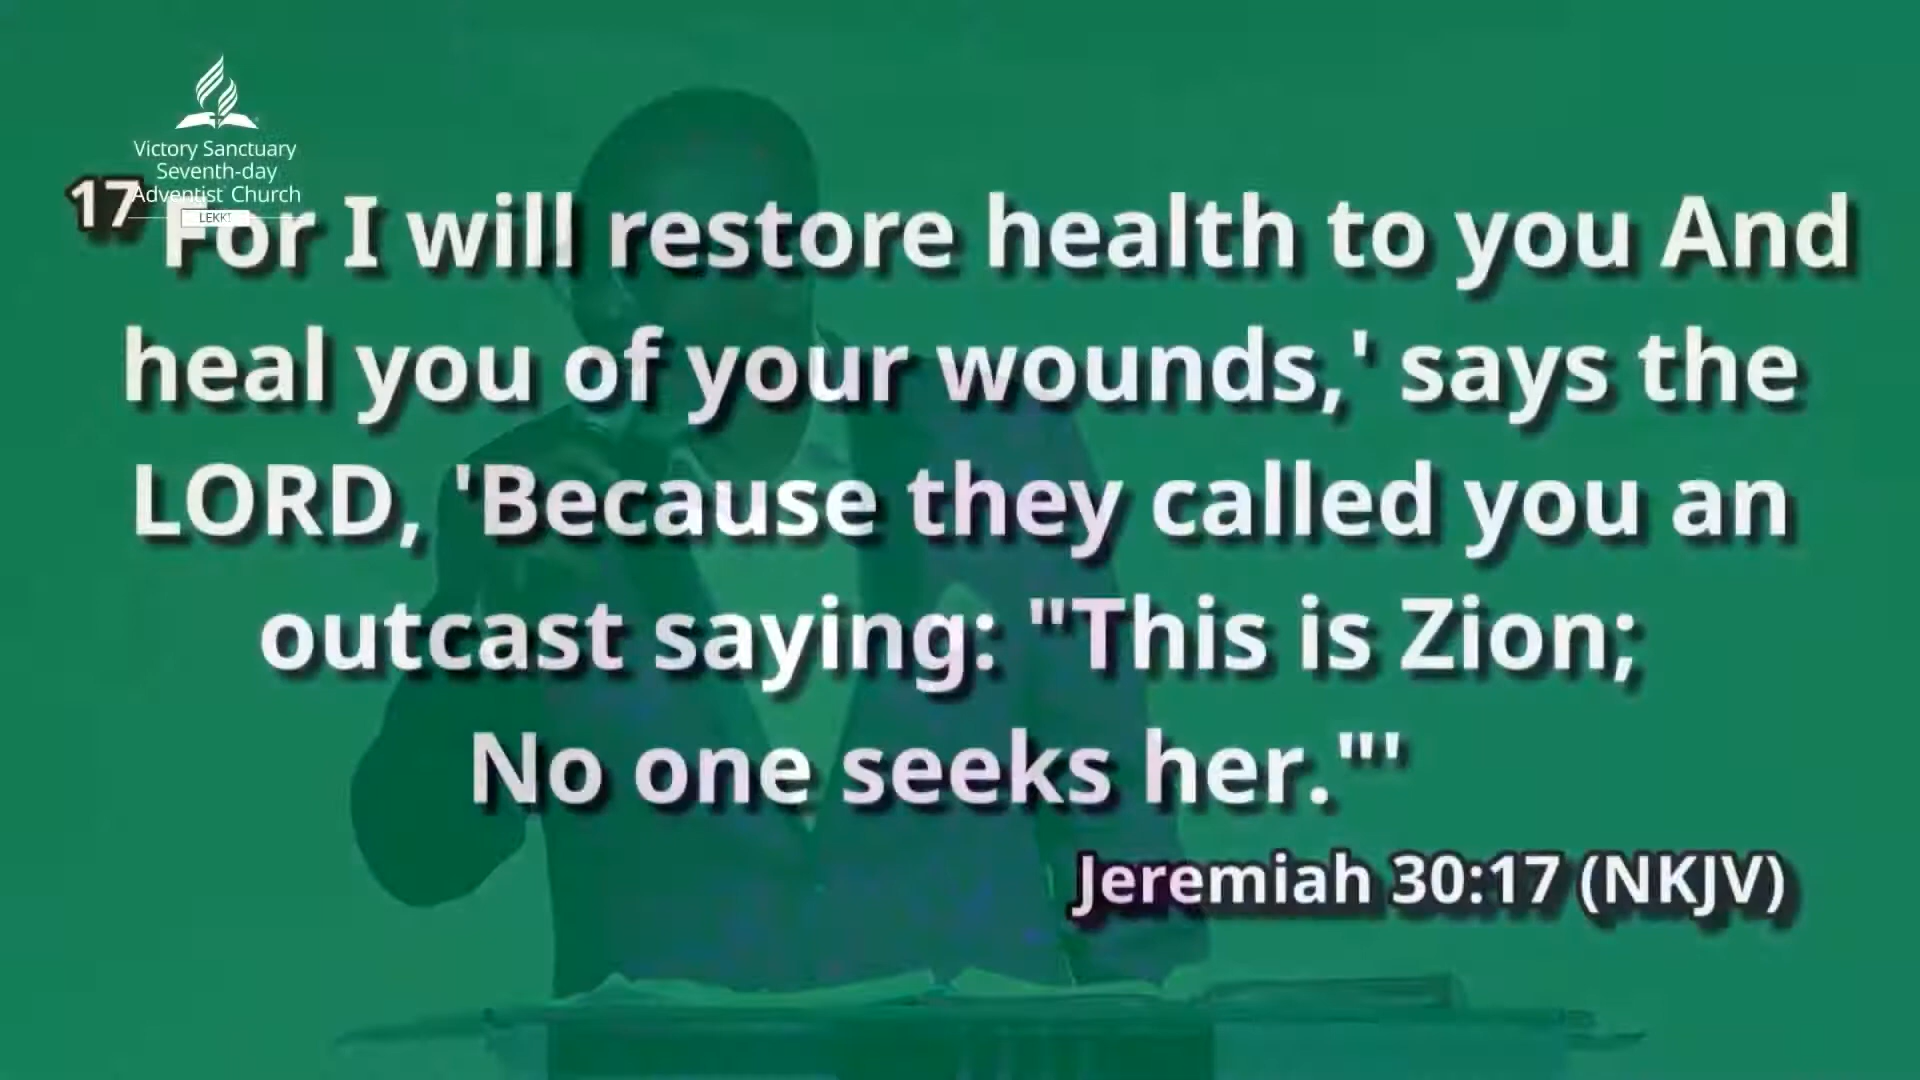 Victory Sanctuary
Seventh-day
Adventist Church
LEKKI
17 For I will restore health to you And
heal you of your wounds,' says the
LORD, 'Because they called you an
outcast saying: "This is Zion;
No one seeks her."'
Jeremiah 30:17 (NKJV)